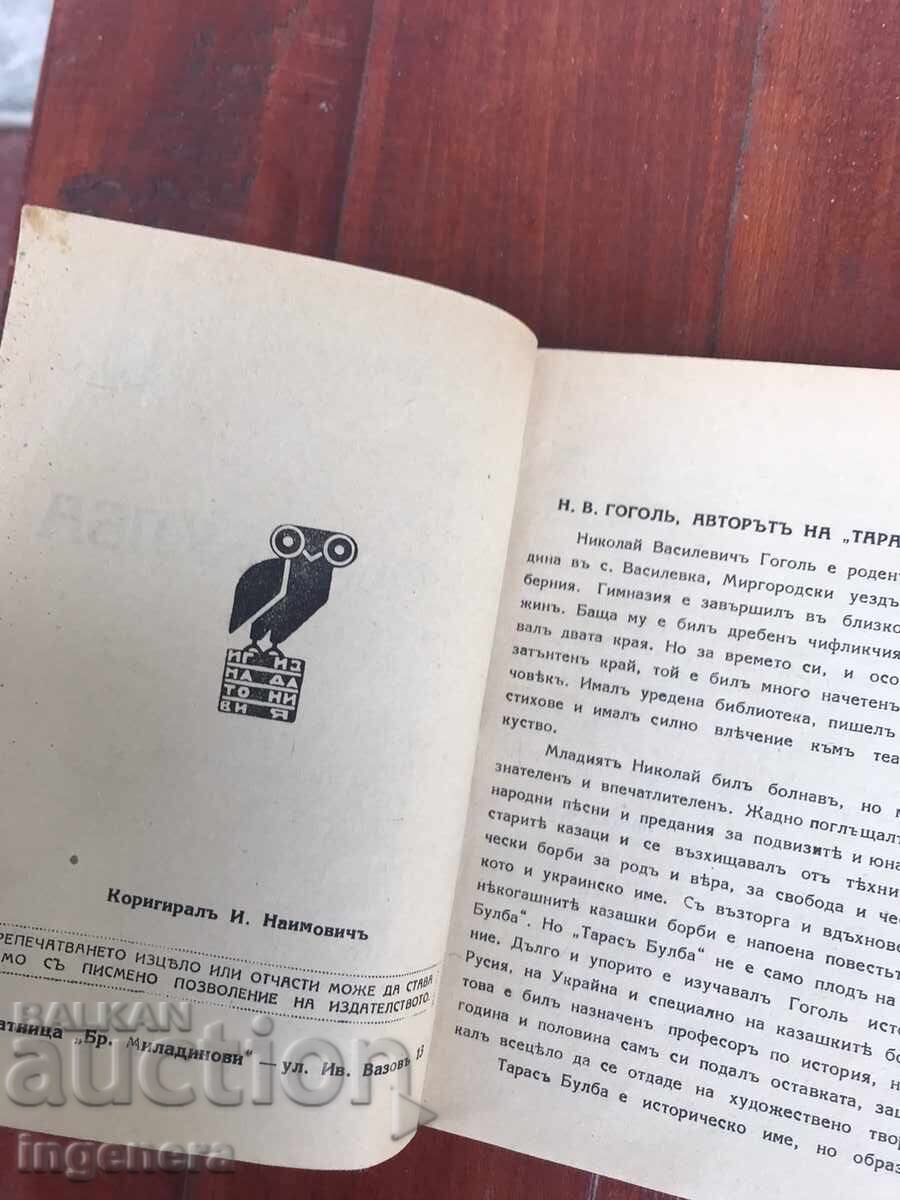 ИГ ИЗ
НА ДА
ТО НИ
ВИ Я
Коригиралъ И. Наимовичъ
РЕПЕЧАТВАНЕТО ИЗЦѢЛО ИЛИ ОТЧАСТИ МОЖЕ ДА СТАВА
МО СЪ ПИСМЕНО ПОЗВОЛЕНИЕ НА ИЗДАТЕЛСТВОТО.
атница „Бр. Миладинови“ — ул. Ив. Вазовъ 13
Н. В. ГОГОЛЬ, АВТОРЪТЪ НА „ТАРА
Николай Василевичъ Гоголь е роденъ
дина въ с. Василевка, Миргородски уездъ
берния. Гимназия е завършилъ въ близко
жинъ. Баща му е билъ дребенъ чифликчия
валъ двата края. Но за времето си, и осо
затънтенъ край, той е билъ много начетенъ
човѣкъ. Ималъ уредена библиотека, пишелъ
стихове и ималъ силно влѣчение къмъ теа
куство.
Младиятъ Николай билъ болнавъ, но м
знателенъ и впечатлителенъ. Жадно поглъщалъ
народни пѣсни и предания за подвизитѣ и юна
старитѣ казаци и се възхищавалъ отъ тѣхни
чески борби за родъ и вѣра, за свобода и чес
кото и украинско име. Съ възторга и вдъхнове
нѣкогашнитѣ казашки борби е напоена повестьт
Булба“. Но „Тарасъ Булба“ не е само плодъ на
ние. Дълго и упорито е изучавалъ Гоголь исто
Русия, на Украйна и специално на казашкитѣ бо
това е билъ назначенъ професоръ по история, н
година и половина самъ си подалъ оставката, защ
калъ всецѣло да се отдаде на художествено твор
Тарасъ Булба е историческо име, но образ
BALKAN
auction
ingenera